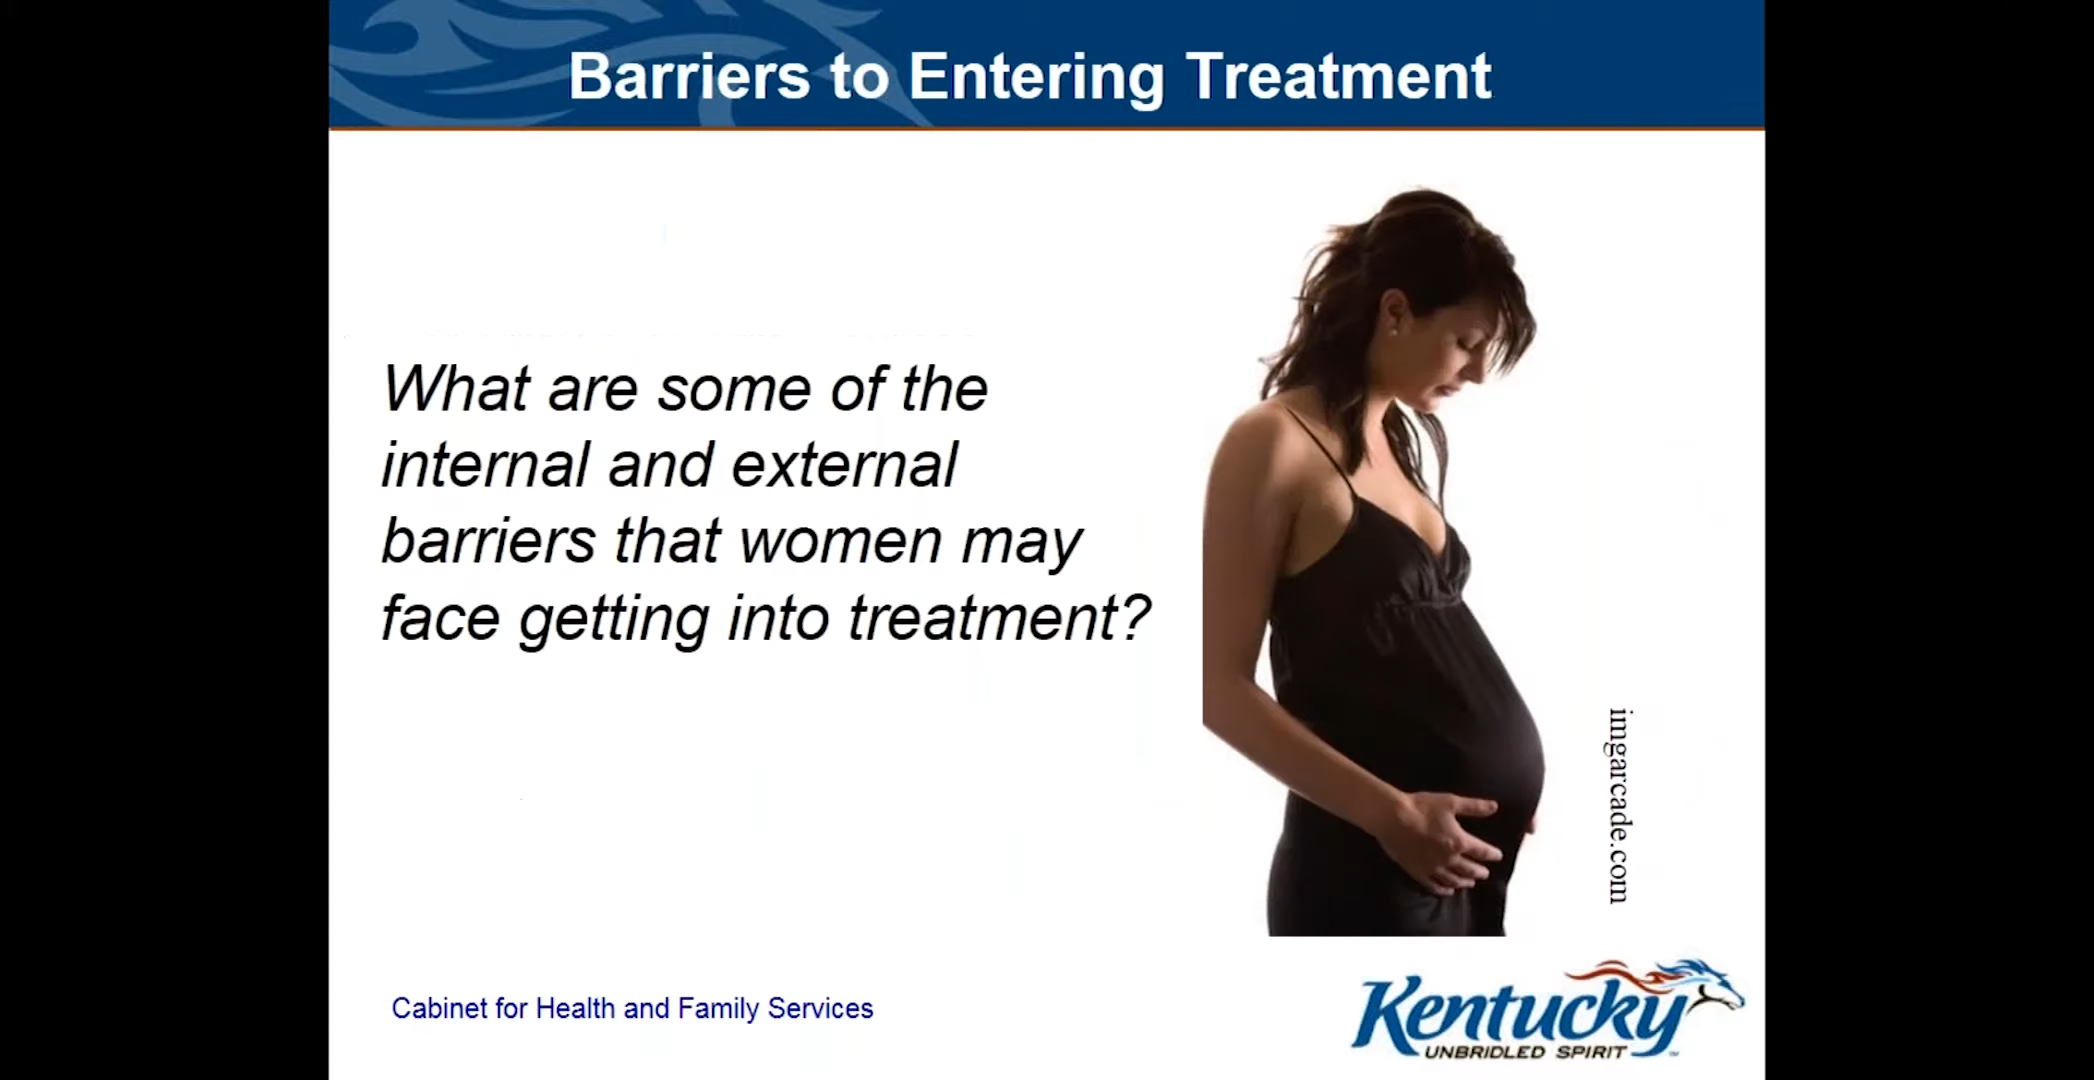 Barriers to Entering Treatment
What are some of the
internal and external
barriers that women may
face getting into treatment?
imgarcade.com
Cabinet for Health and Family Services
Kentucky
UNBRIDLED SPIRIT